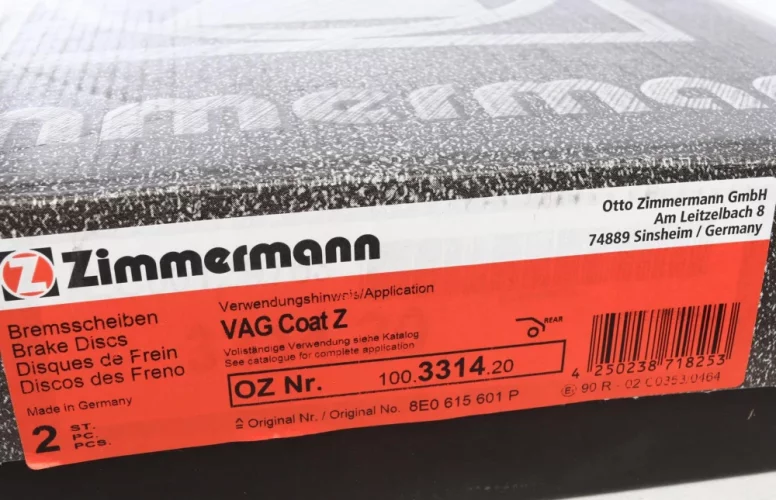 mmerma
Zimmermann
Otto Zimmermann GmbH
Am Leitzelbach 8
74889 Sinsheim / Germany
Bremsscheiben
Brake Discs
Disques de Frein
Discos des Freno
Made in Germany
2 ST.
PC.
PCS.
Verwendungshinweis/Application
VAG Coat Z
Vollständige Verwendung siehe Katalog
See catalogue for complete application
OZ Nr. 100.3314.20
≙ Original Nr. / Original No. 8E0 615 601 P
REAR
4 250238 718253
90 R - 02 C0353/0464